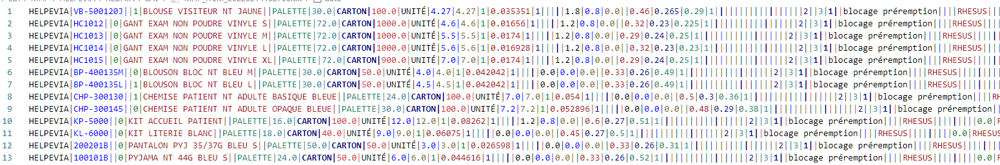 1 HELPEVIA|VB-500120J||1|BLOUSE VISITEUR NT JAUNE||PALETTE|30.0|CARTON|100.0|UNITÉ|4.27|4.27|1|0.035351|1|||||1.8|0.8|0.0||0.46|0.265|0.29|1||||||||||||||||||2||3|1||blocage préremption||||RHESUS||||
2 HELPEVIA|HC1012||0|GANT EXAM NON POUDRE VINYLE S||PALETTE|72.0|CARTON|1000.0|UNITÉ|4.6|4.6|1|0.01656|1|||||1.2|0.8|0.0||0.32|0.23|0.225|1||||||||||||||||||2||3|1||blocage préremption||||RHESUS||||
3 HELPEVIA|HC1013||0|GANT EXAM NON POUDRE VINYLE M||PALETTE|72.0|CARTON|1000.0|UNITÉ|5.5|5.5|1|0.0174|1|||||1.2|0.8|0.0||0.29|0.24|0.25|1||||||||||||||||||2||3|1||blocage préremption||||RHESUS||||
4 HELPEVIA|HC1014||0|GANT EXAM NON POUDRE VINYLE L||PALETTE|72.0|CARTON|1000.0|UNITÉ|5.6|5.6|1|0.016928|1|||||1.2|0.8|0.0||0.32|0.23|0.23|1||||||||||||||||||2||3|1||blocage préremption||||RHESUS||||
5 HELPEVIA|HC1015||0|GANT EXAM NON POUDRE VINYLE XL||PALETTE|72.0|CARTON|900.0|UNITÉ|7.0|7.0|1|0.0174|1|||||1.2|0.8|0.0||0.29|0.24|0.25|1||||||||||||||||||2||3|1||blocage préremption||||RHESUS||||
6 HELPEVIA|BP-400135M||0|BLOUSON BLOC NT BLEU M||PALETTE|30.0|CARTON|50.0|UNITÉ|4.0|4.0|1|0.042042|1|||||0.0|0.0|0.0||0.33|0.26|0.49|1||||||||||||||||||2||3|1||blocage préremption||||RHESUS||||||
7 HELPEVIA|BP-400135L||0|BLOUSON BLOC NT BLEU L||PALETTE|30.0|CARTON|50.0|UNITÉ|4.5|4.5|1|0.042042|1|||||0.0|0.0|0.0||0.33|0.26|0.49|1||||||||||||||||||2||3|1||blocage préremption||||RHESUS||||||
8 HELPEVIA|CHP-300130||1|CHEMISE PATIENT NT ADULTE BASIQUE BLEUE||PALETTE|24.0|CARTON|100.0|UNITÉ|7.0|7.0|1|0.054|1|||||0.0|0.0|0.0||0.5|0.3|0.36|1||||||||||||||||||2||3|1||blocage préremption||||R
9 HELPEVIA|CHP-300145||0|CHEMISE PATIENT NT ADULTE OPAQUE BLEUE||PALETTE|30.0|CARTON|100.0|UNITÉ|7.2|7.2|1|0.052896|1|||||0.0|0.0|0.0||0.48|0.29|0.38|1||||||||||||||||||2||3|1||blocage préremption||||
10 HELPEVIA|KP-5000||0|KIT ACCUEIL PATIENT||PALETTE|16.0|CARTON|100.0|UNITÉ|12.0|12.0|1|0.08262|1|||||1.2|0.8|0.0||0.6|0.27|0.51|1||||||||||||||||||2||3|1||blocage préremption||||RHESUS|||||||||0.0|R
11 HELPEVIA|KL-6000||0|KIT LITERIE BLANC||PALETTE|18.0|CARTON|40.0|UNITÉ|9.0|9.0|1|0.06075|1|||||0.0|0.0|0.0||0.45|0.27|0.5|1||||||||||||||||||2||3|1||blocage préremption||||RHESUS|||||||||0.0|RHESUS
12 HELPEVIA|200201B||0|PANTALON PYJ 35/37G BLEU S||PALETTE|50.0|CARTON|50.0|UNITÉ|3.0|3.0|1|0.026598|1|||||0.0|0.0|0.0||0.33|0.26|0.31|1||||||||||||||||||2||3|1||blocage préremption||||RHESUS||||||
13 HELPEVIA|100101B||0|PYJAMA NT 44G BLEU S||PALETTE|24.0|CARTON|50.0|UNITÉ|6.0|6.0|1|0.044616|1|||||0.0|0.0|0.0||0.33|0.26|0.52|1||||||||||||||||||2||3|1||blocage préremption||||RHESUS|||||||||0.0|R